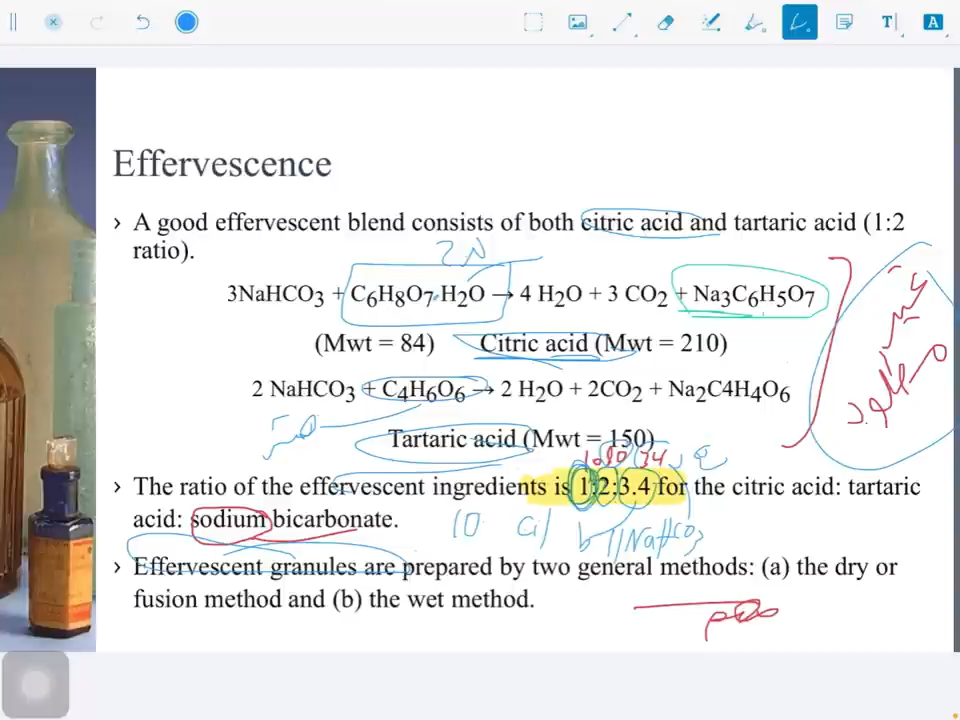 Effervescence
› A good effervescent blend consists of both citric acid and tartaric acid (1:2
ratio).
3NaHCO3 + C6H8O7·H2O → 4 H2O + 3 CO2 + Na3C6H5O7
(Mwt = 84) Citric acid (Mwt = 210)
2 NaHCO3 + C4H6O6 → 2 H2O + 2CO2 + Na2C4H4O6
Tartaric acid (Mwt = 150)
34
› The ratio of the effervescent ingredients is 1:2:3.4 for the citric acid: tartaric
acid: sodium bicarbonate.
10 NaHCO3
› Effervescent granules are prepared by two general methods: (a) the dry or
fusion method and (b) the wet method.